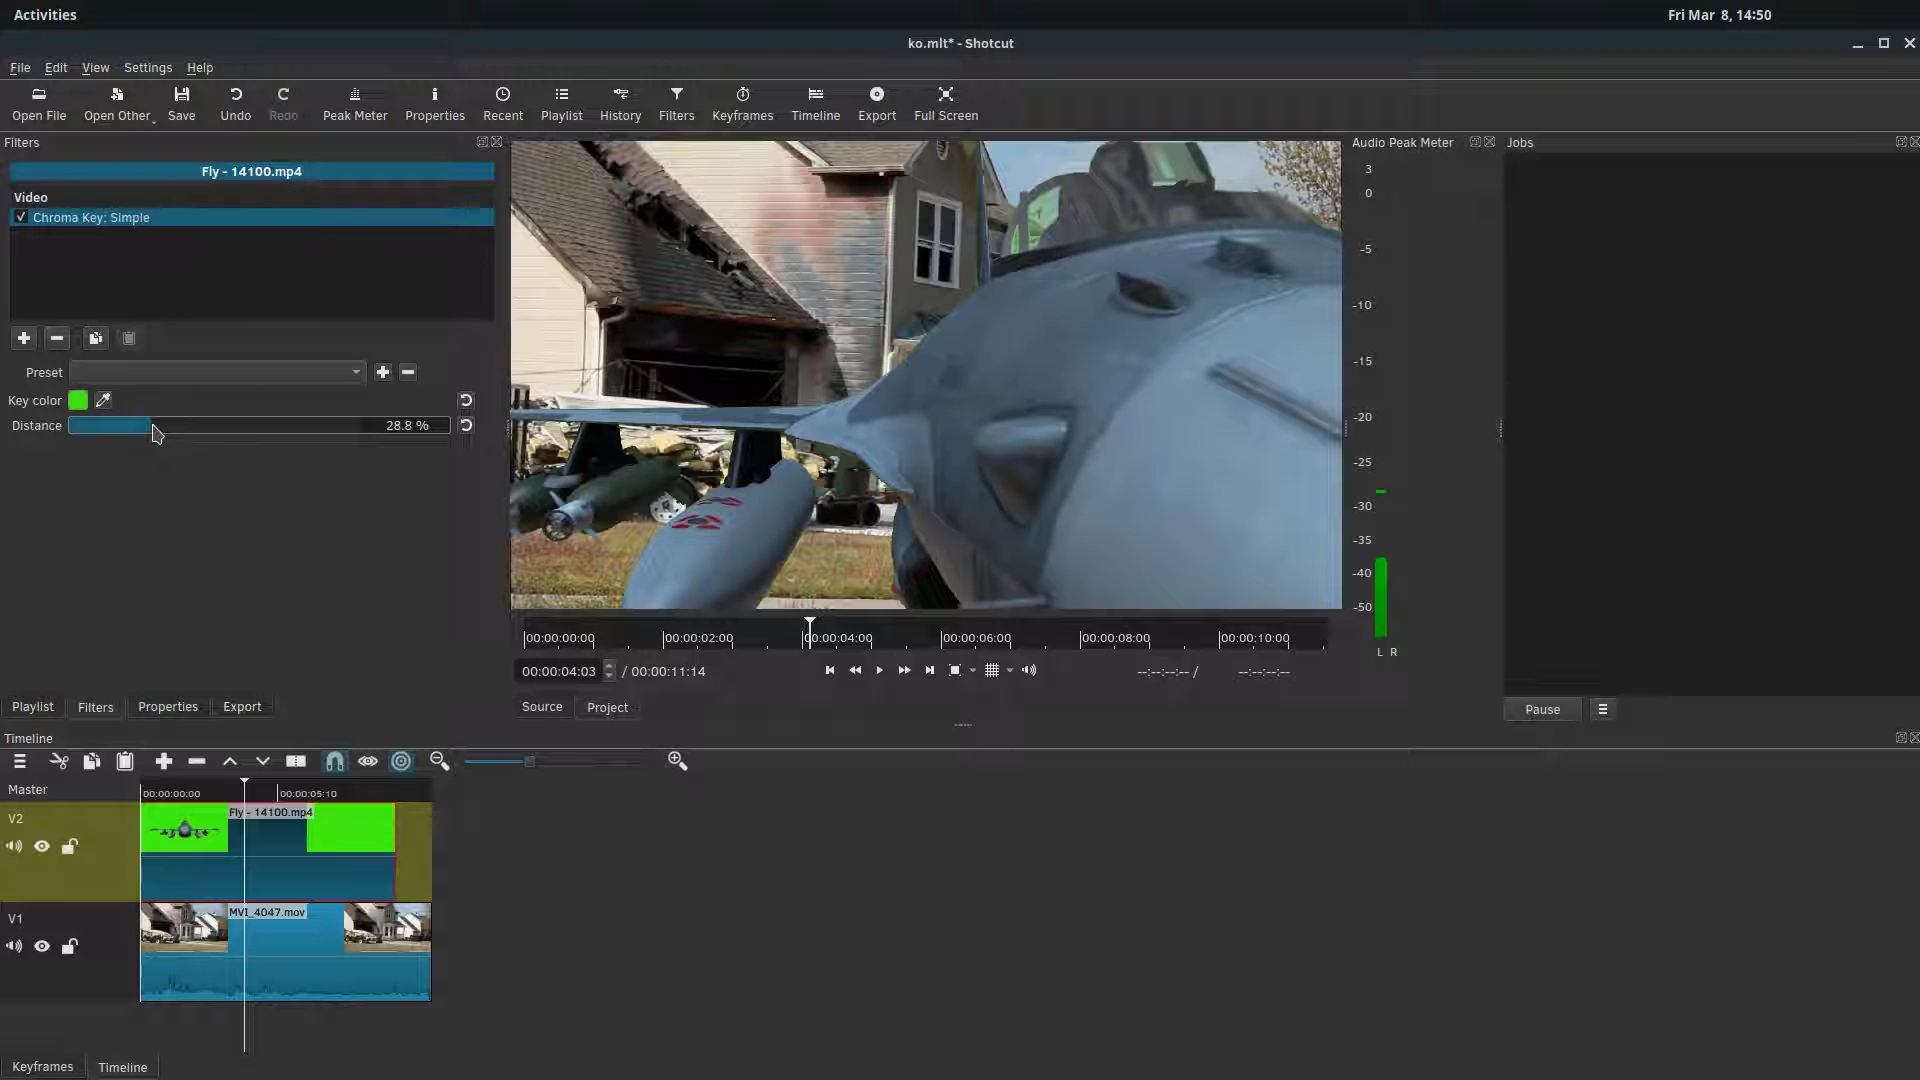 Activities
Fri Mar 8, 14:50
ko.mlt* - Shotcut
File Edit View Settings Help
Open File Open Other Save Undo Redo Peak Meter Properties Recent Playlist History Filters Keyframes Timeline Export Full Screen
Filters
Fly - 14100.mp4
Video
Chroma Key: Simple
Preset
Key color
Distance 28.8 %
Audio Peak Meter
3
0
-5
-10
-15
-20
-25
-30
-35
-40
-50
L R
Jobs
00:00:00:00 00:00:02:00 00:00:04:00 00:00:06:00 00:00:08:00 00:00:10:00
00:00:04:03 / 00:00:11:14 --:--:--:-- / --:--:--:--
Playlist Filters Properties Export
Source Project
Pause
Timeline
Master
00:00:00:00 00:00:05:10
V2
Fly - 14100.mp4
V1
MVI_4047.mov
Keyframes Timeline